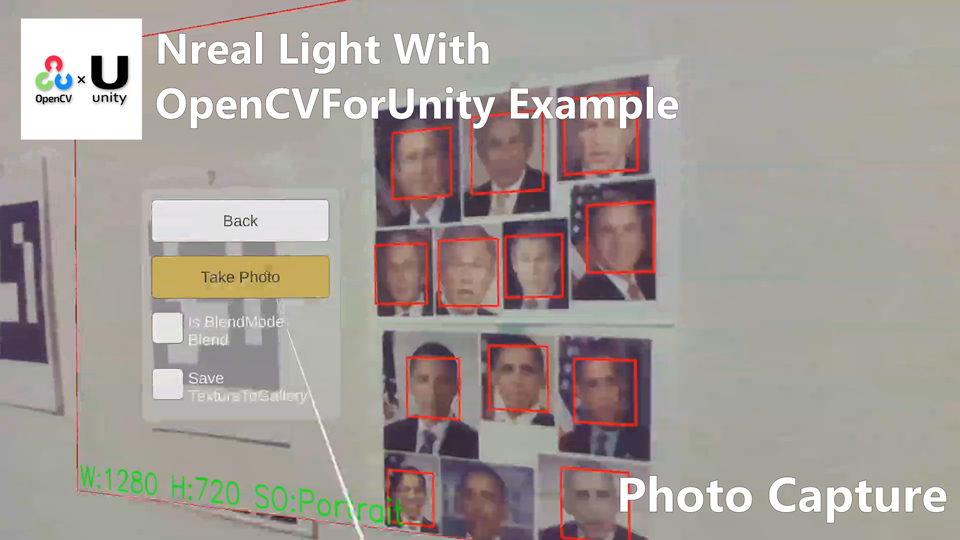 OpenCV
x
unity
Nreal Light With
OpenCVForUnity Example
Back
Take Photo
Is BlendMode
Blend
Save
TextureToGallery
W:1280 H:720 SO:Portrait
Photo Capture